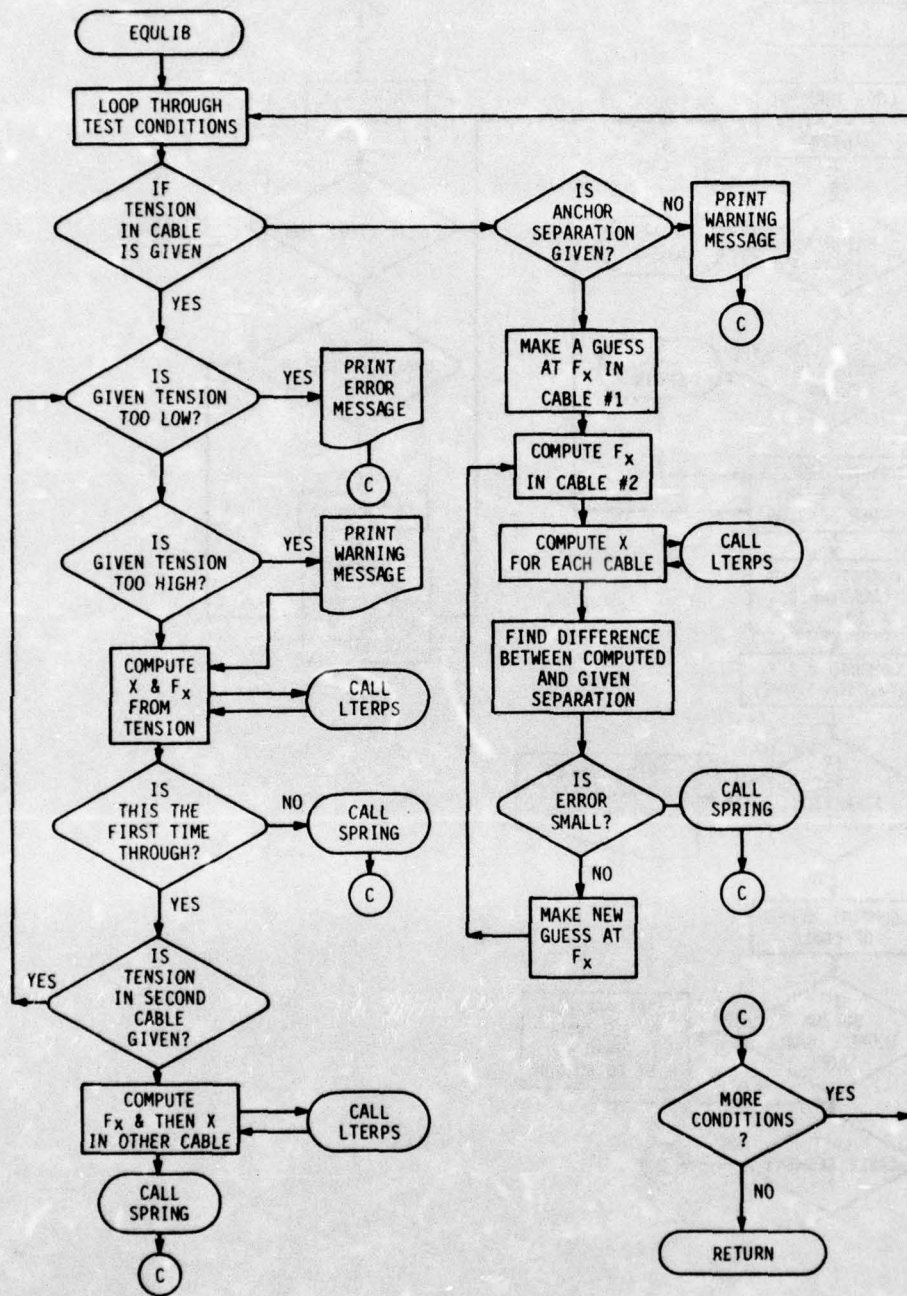 EQULIB
LOOP THROUGH
TEST CONDITIONS
IF
TENSION
IN CABLE
IS GIVEN
YES
IS
GIVEN TENSION
TOO LOW?
YES
PRINT
ERROR
MESSAGE
C
IS
GIVEN TENSION
TOO HIGH?
YES
PRINT
WARNING
MESSAGE
COMPUTE
X & Fx
FROM
TENSION
CALL
LTERPS
IS
THIS THE
FIRST TIME
THROUGH?
NO
CALL
SPRING
C
YES
IS
TENSION
IN SECOND
CABLE
GIVEN?
YES
COMPUTE
Fx & THEN X
IN OTHER CABLE
CALL
LTERPS
CALL
SPRING
C
IS
ANCHOR
SEPARATION
GIVEN?
NO
PRINT
WARNING
MESSAGE
C
MAKE A GUESS
AT Fx IN
CABLE #1
COMPUTE Fx
IN CABLE #2
COMPUTE X
FOR EACH CABLE
CALL
LTERPS
FIND DIFFERENCE
BETWEEN COMPUTED
AND GIVEN
SEPARATION
IS
ERROR
SMALL?
CALL
SPRING
C
NO
MAKE NEW
GUESS AT
Fx
C
MORE
CONDITIONS
?
YES
NO
RETURN